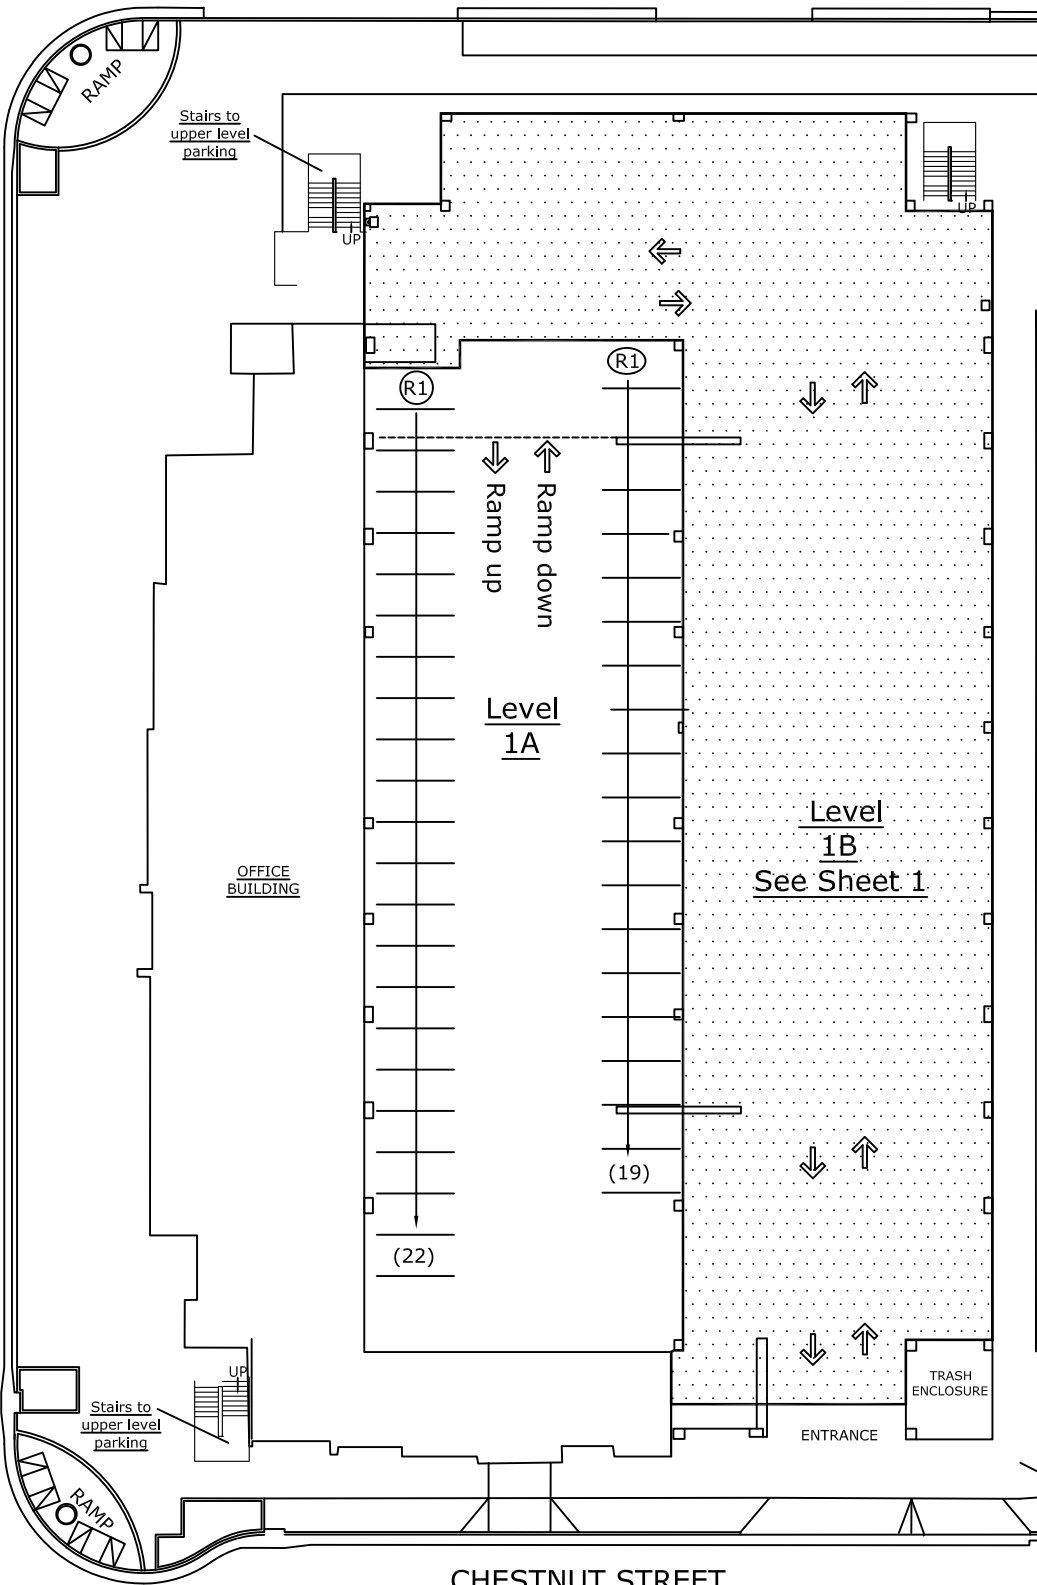 RAMP
Stairs to
upper level
parking
UP
UP
R1
R1
Ramp up
Ramp down
Level
1A
Level
1B
See Sheet 1
OFFICE
BUILDING
(19)
(22)
UP
Stairs to
upper level
parking
TRASH
ENCLOSURE
ENTRANCE
RAMP
CHESTNUT STREET